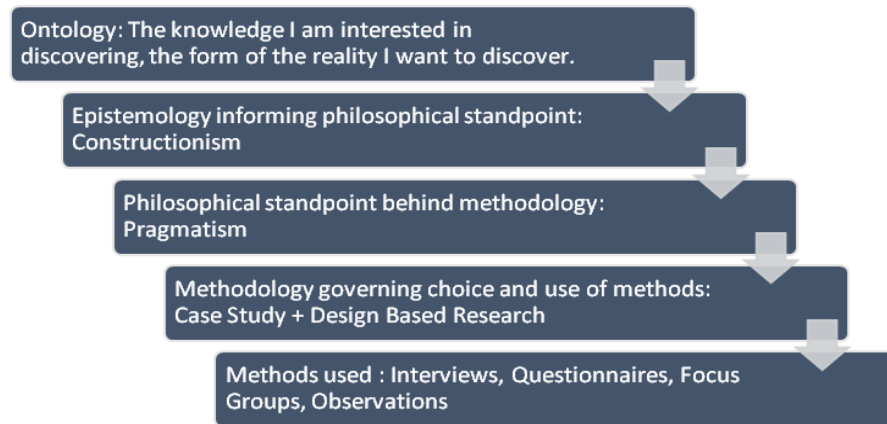 Ontology: The knowledge I am interested in
discovering, the form of the reality I want to discover.
Epistemology informing philosophical standpoint:
Constructionism
Philosophical standpoint behind methodology:
Pragmatism
Methodology governing choice and use of methods:
Case Study + Design Based Research
Methods used : Interviews, Questionnaires, Focus
Groups, Observations